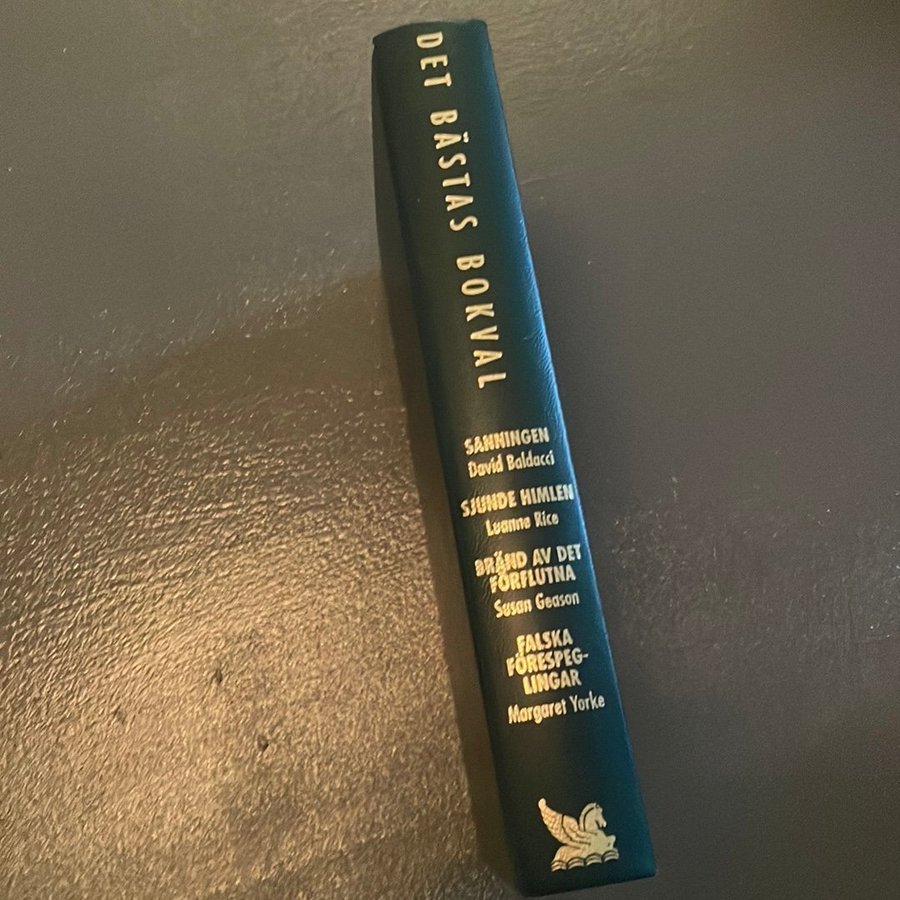 DET BÄSTAS BOKVAL
SANNINGEN
David Baldacci
SJUNDE HIMLEN
Luanne Rice
BRÄND AV DET
FÖRFLUTNA
Susan Geason
FALSKA
FÖRESPEG-
LINGAR
Margaret Yorke